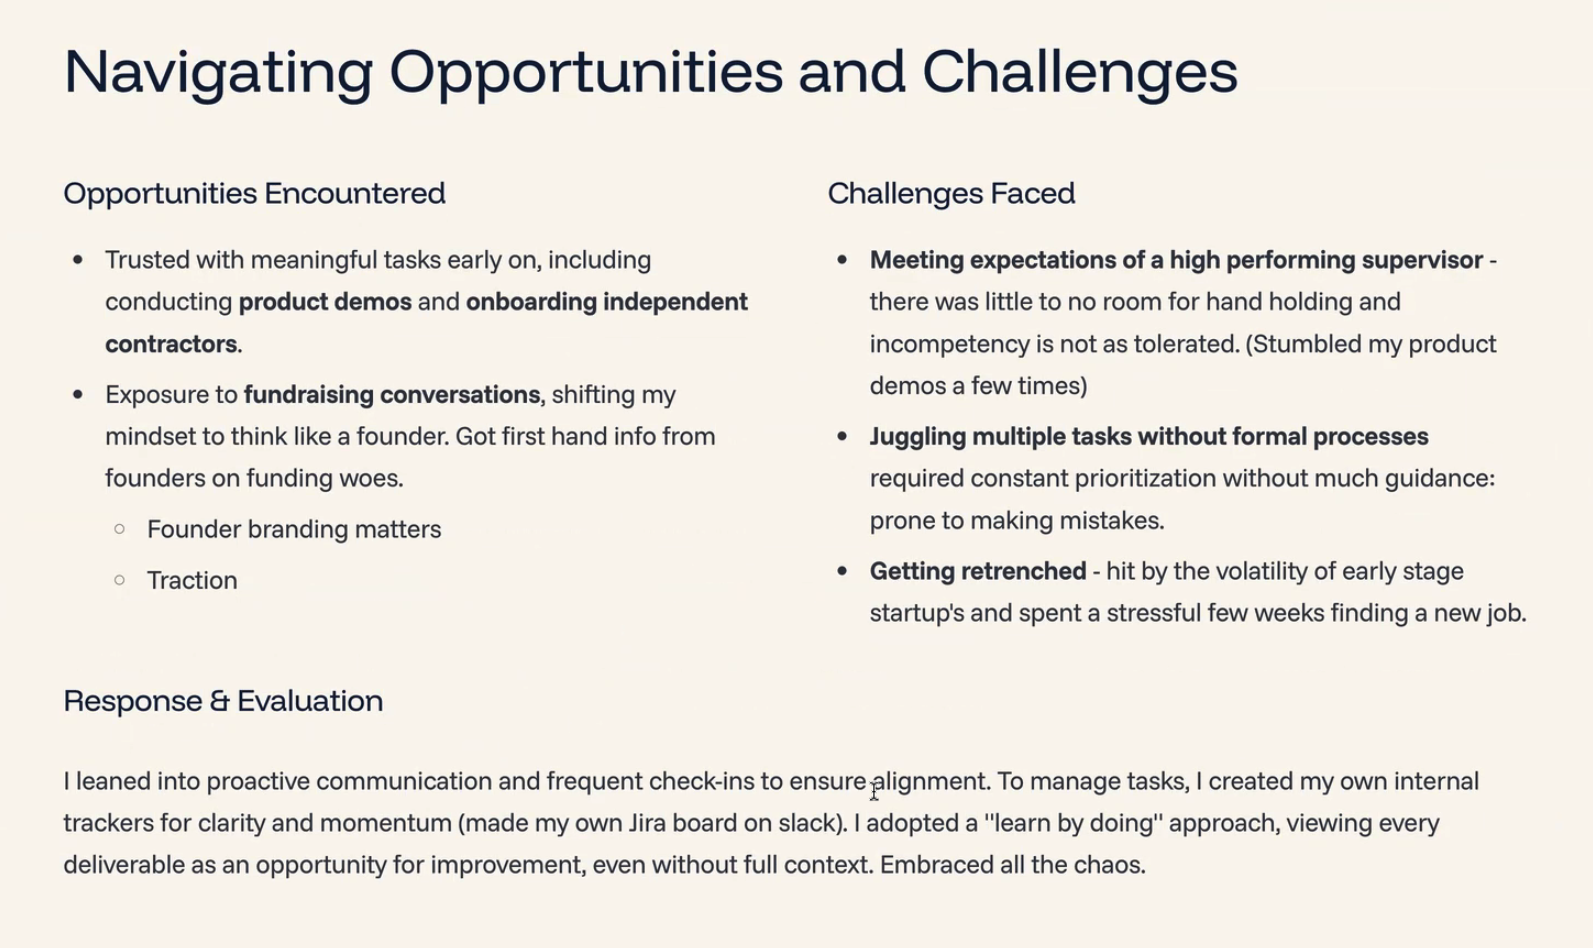 Navigating Opportunities and Challenges
Opportunities Encountered
• Trusted with meaningful tasks early on, including
conducting product demos and onboarding independent
contractors.
• Exposure to fundraising conversations, shifting my
mindset to think like a founder. Got first hand info from
founders on funding woes.
○ Founder branding matters
○ Traction
Challenges Faced
• Meeting expectations of a high performing supervisor -
there was little to no room for hand holding and
incompetency is not as tolerated. (Stumbled my product
demos a few times)
• Juggling multiple tasks without formal processes
required constant prioritization without much guidance:
prone to making mistakes.
• Getting retrenched - hit by the volatility of early stage
startup's and spent a stressful few weeks finding a new job.
Response & Evaluation
I leaned into proactive communication and frequent check-ins to ensure alignment. To manage tasks, I created my own internal
trackers for clarity and momentum (made my own Jira board on slack). I adopted a "learn by doing" approach, viewing every
deliverable as an opportunity for improvement, even without full context. Embraced all the chaos.